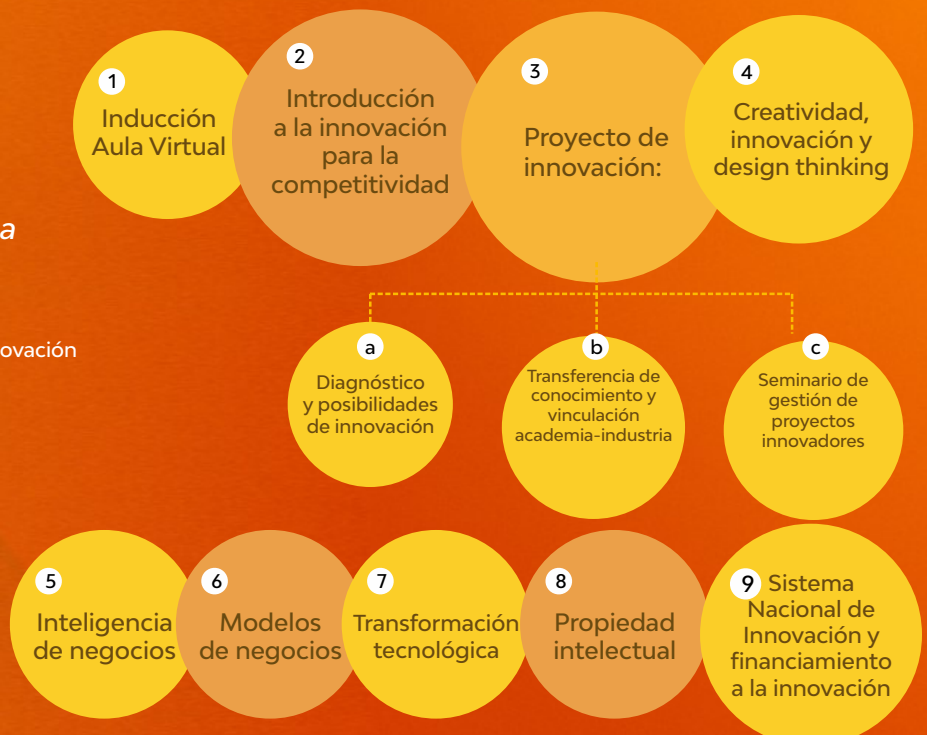 1
Inducción
Aula Virtual
2
Introducción
a la innovación
para la
competitividad
3
Proyecto de
innovación:
4
Creatividad,
innovación y
design thinking
a
ovación
a
Diagnóstico
y posibilidades
de innovación
b
Transferencia de
conocimiento y
vinculación
academia-industria
c
Seminario de
gestión de
proyectos
innovadores
5
Inteligencia
de negocios
6
Modelos
de negocios
7
Transformación
tecnológica
8
Propiedad
intelectual
9 Sistema
Nacional de
Innovación y
financiamiento
a la innovación